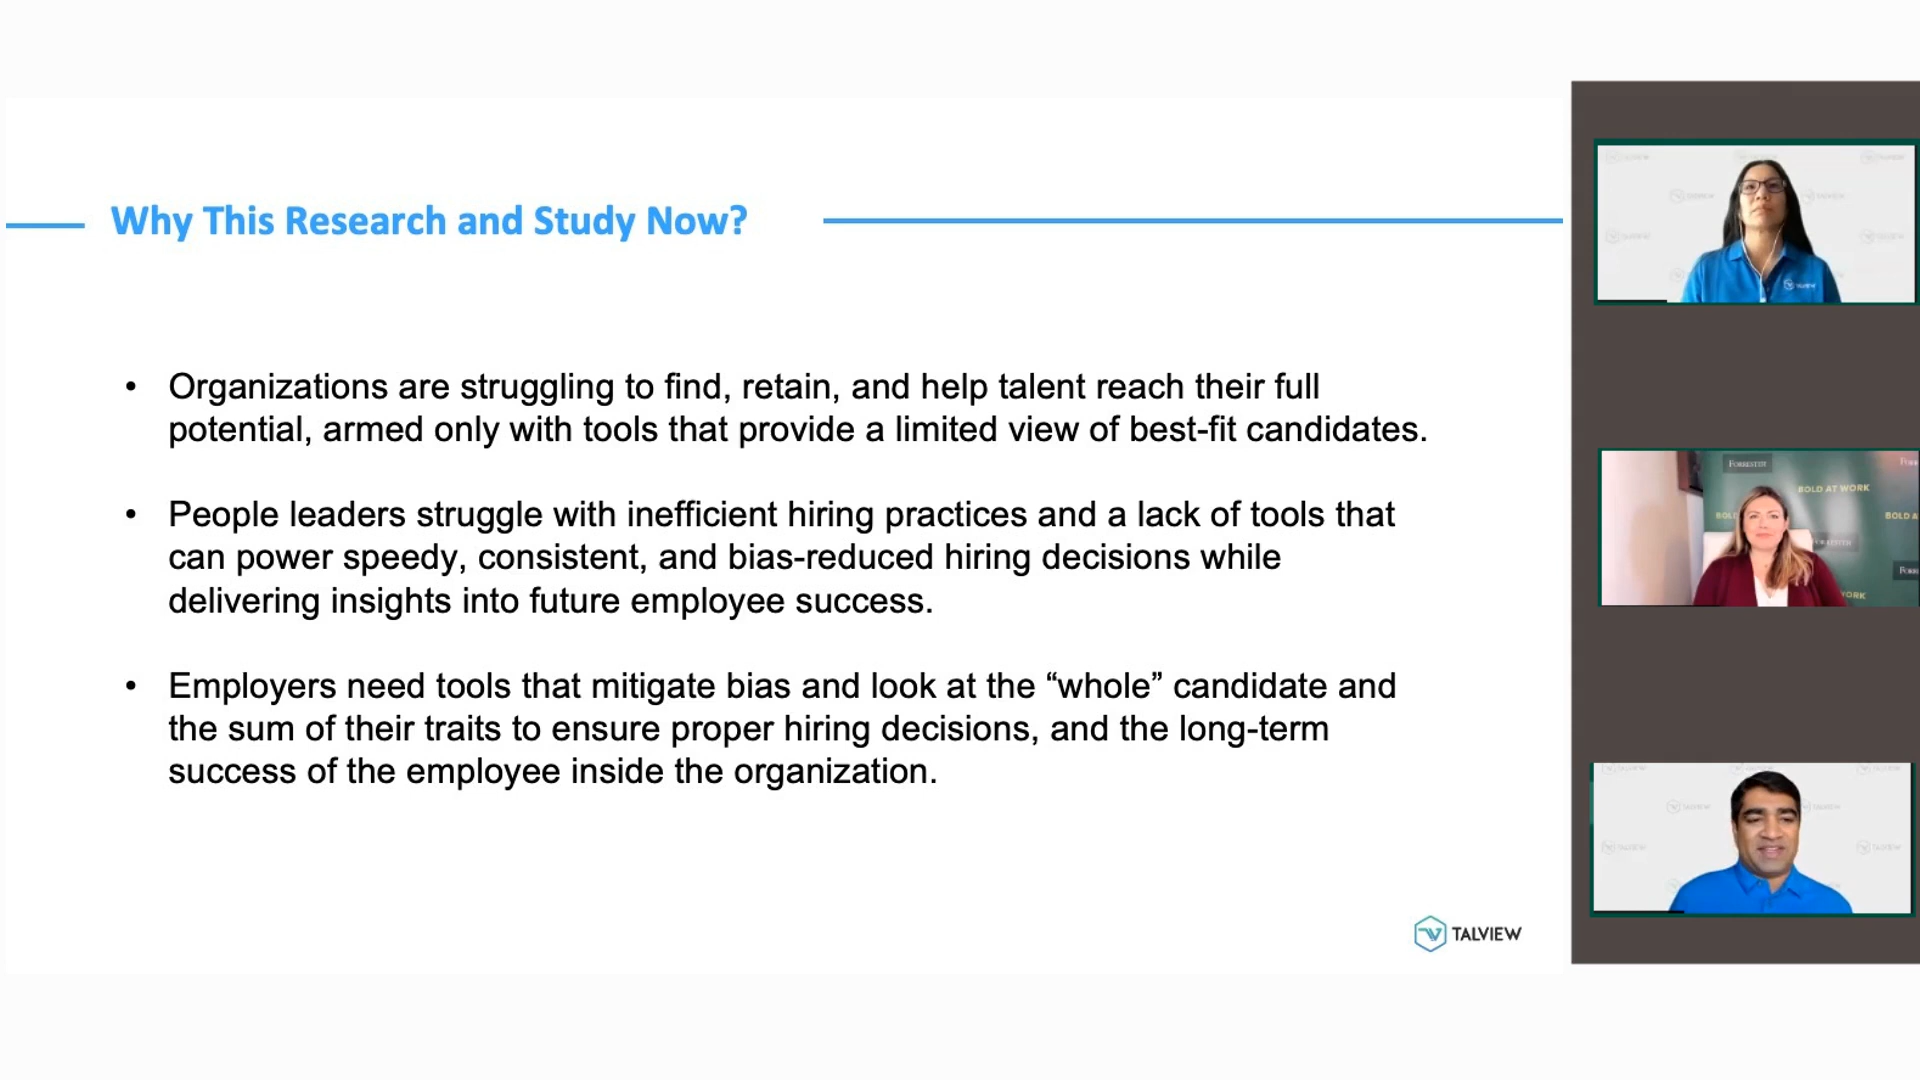 Why This Research and Study Now?
• Organizations are struggling to find, retain, and help talent reach their full
potential, armed only with tools that provide a limited view of best-fit candidates.
• People leaders struggle with inefficient hiring practices and a lack of tools that
can power speedy, consistent, and bias-reduced hiring decisions while
delivering insights into future employee success.
• Employers need tools that mitigate bias and look at the “whole” candidate and
the sum of their traits to ensure proper hiring decisions, and the long-term
success of the employee inside the organization.
TALVIEW
TALVIEW
FORRESTER
BOLD AT WORK
TALVIEW